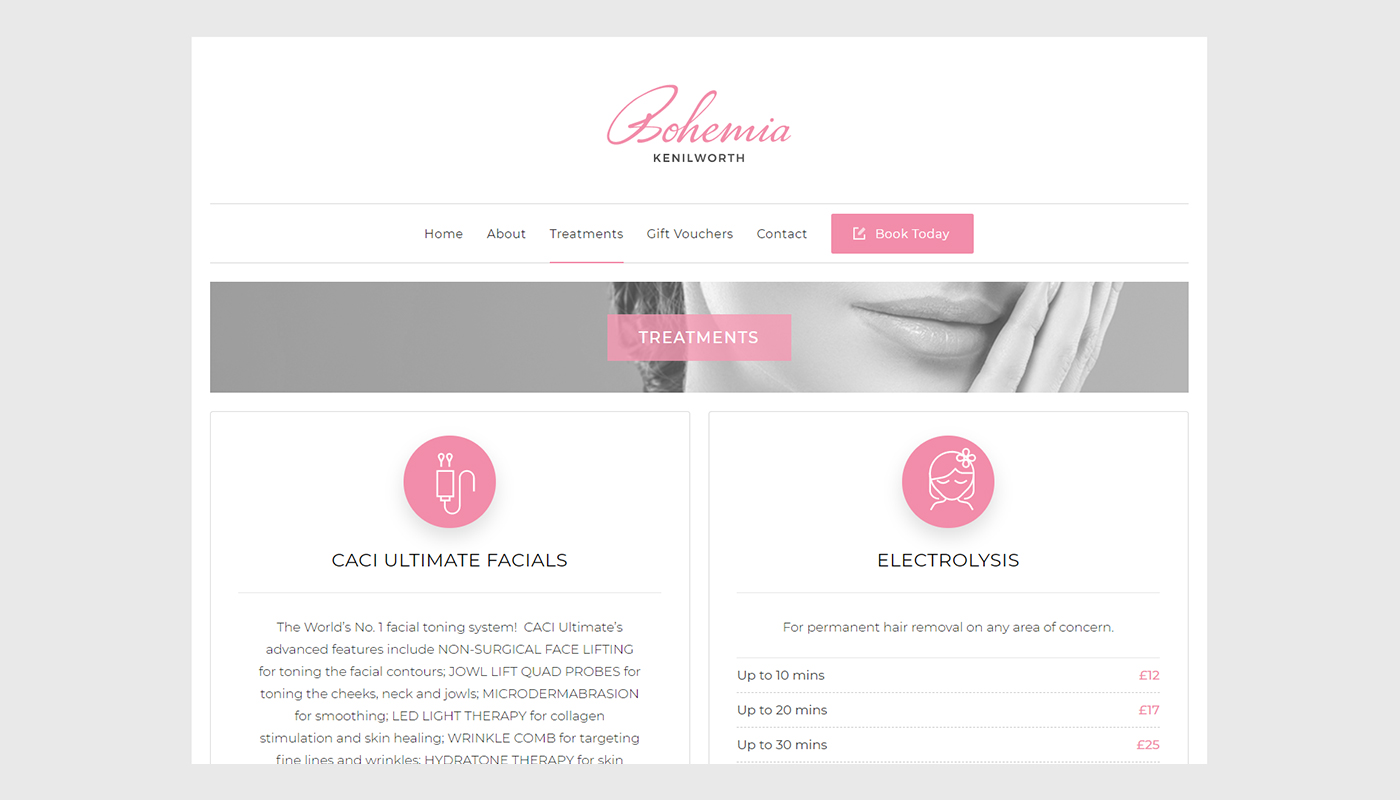 Bohemia
KENILWORTH
Home About Treatments Gift Vouchers Contact Book Today
TREATMENTS
CACI ULTIMATE FACIALS
The World's No. 1 facial toning system! CACI Ultimate's
advanced features include NON-SURGICAL FACE LIFTING
for toning the facial contours; JOWL LIFT QUAD PROBES for
toning the cheeks, neck and jowls; MICRODERMABRASION
for smoothing; LED LIGHT THERAPY for collagen
stimulation and skin healing; WRINKLE COMB for targeting
fine lines and wrinkles; HYDRATONE THERAPY for skin
ELECTROLYSIS
For permanent hair removal on any area of concern.
Up to 10 mins £12
Up to 20 mins £17
Up to 30 mins £25